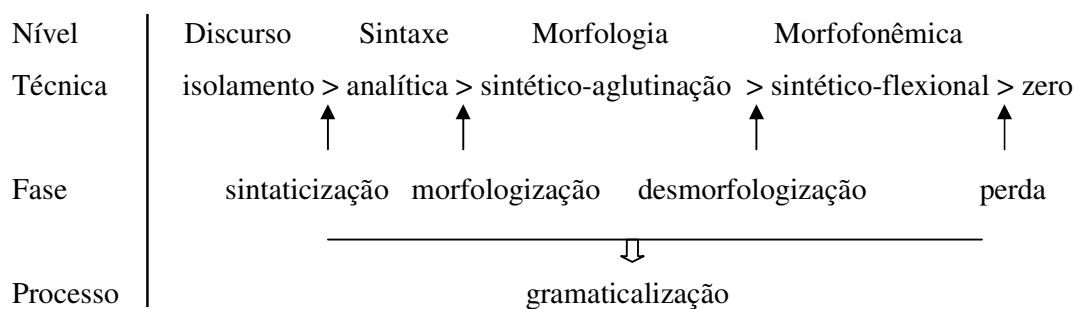 Nível Discurso Sintaxe Morfologia Morfofonêmica
Técnica isolamento > analítica > sintético-aglutinação > sintético-flexional > zero
Fase sintaticização morfologização desmorfologização perda
Processo gramaticalização